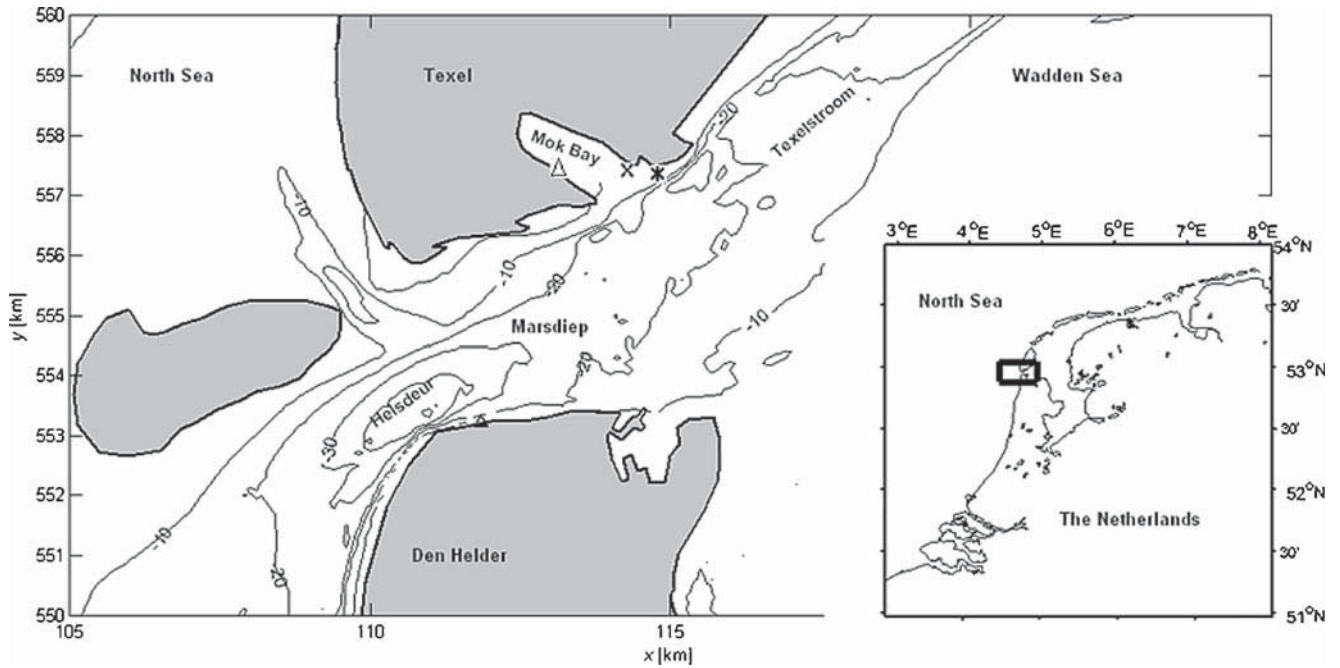 560
559
558
557
556
555
554
553
552
551
550
y [km]
105
110
115
x [km]
North Sea
Texel
Wadden Sea
-20
Texelstroom
Mok Bay
-10
-10
-20
Marsdiep
-10
-20
Helsdeur
-30
-10
-20
Den Helder
3°E
4°E
5°E
6°E
7°E
8°E
54°N
30'
53°N
30'
52°N
30'
51°N
North Sea
The Netherlands